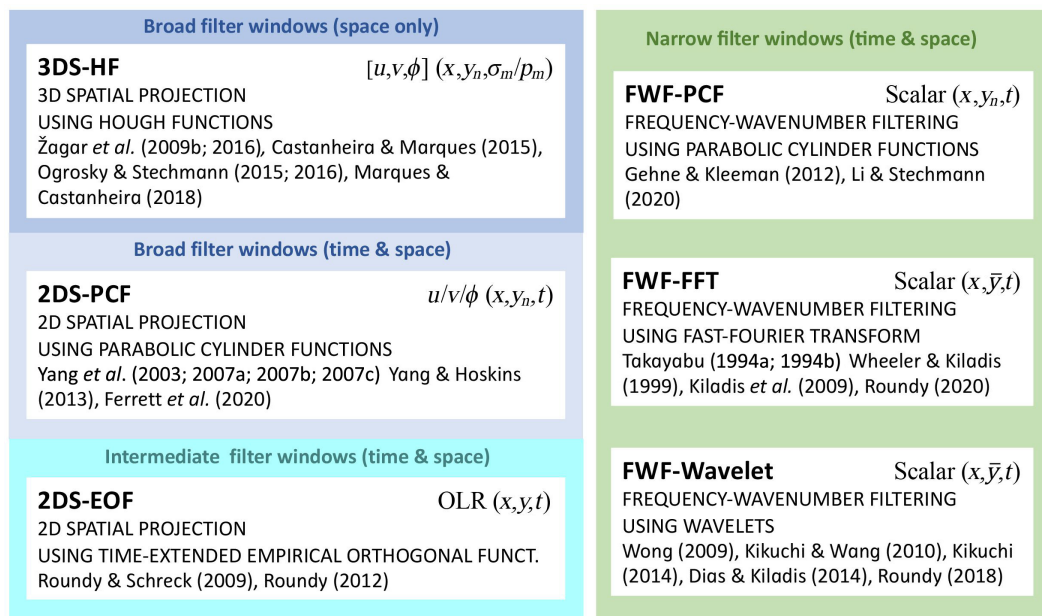 Broad filter windows (space only)
3DS-HF [u,v,ϕ] (x,yₙ,σₘ/pₘ)
3D SPATIAL PROJECTION
USING HOUGH FUNCTIONS
Žagar et al. (2009b; 2016), Castanheira & Marques (2015),
Ogrosky & Stechmann (2015; 2016), Marques &
Castanheira (2018)
Broad filter windows (time & space)
2DS-PCF u/v/ϕ (x,yₙ,t)
2D SPATIAL PROJECTION
USING PARABOLIC CYLINDER FUNCTIONS
Yang et al. (2003; 2007a; 2007b; 2007c) Yang & Hoskins
(2013), Ferrett et al. (2020)
Intermediate filter windows (time & space)
2DS-EOF OLR (x,y,t)
2D SPATIAL PROJECTION
USING TIME-EXTENDED EMPIRICAL ORTHOGONAL FUNCT.
Roundy & Schreck (2009), Roundy (2012)
Narrow filter windows (time & space)
FWF-PCF Scalar (x,yₙ,t)
FREQUENCY-WAVENUMBER FILTERING
USING PARABOLIC CYLINDER FUNCTIONS
Gehne & Kleeman (2012), Li & Stechmann
(2020)
FWF-FFT Scalar (x,ȳ,t)
FREQUENCY-WAVENUMBER FILTERING
USING FAST-FOURIER TRANSFORM
Takayabu (1994a; 1994b) Wheeler & Kiladis
(1999), Kiladis et al. (2009), Roundy (2020)
FWF-Wavelet Scalar (x,ȳ,t)
FREQUENCY-WAVENUMBER FILTERING
USING WAVELETS
Wong (2009), Kikuchi & Wang (2010), Kikuchi
(2014), Dias & Kiladis (2014), Roundy (2018)